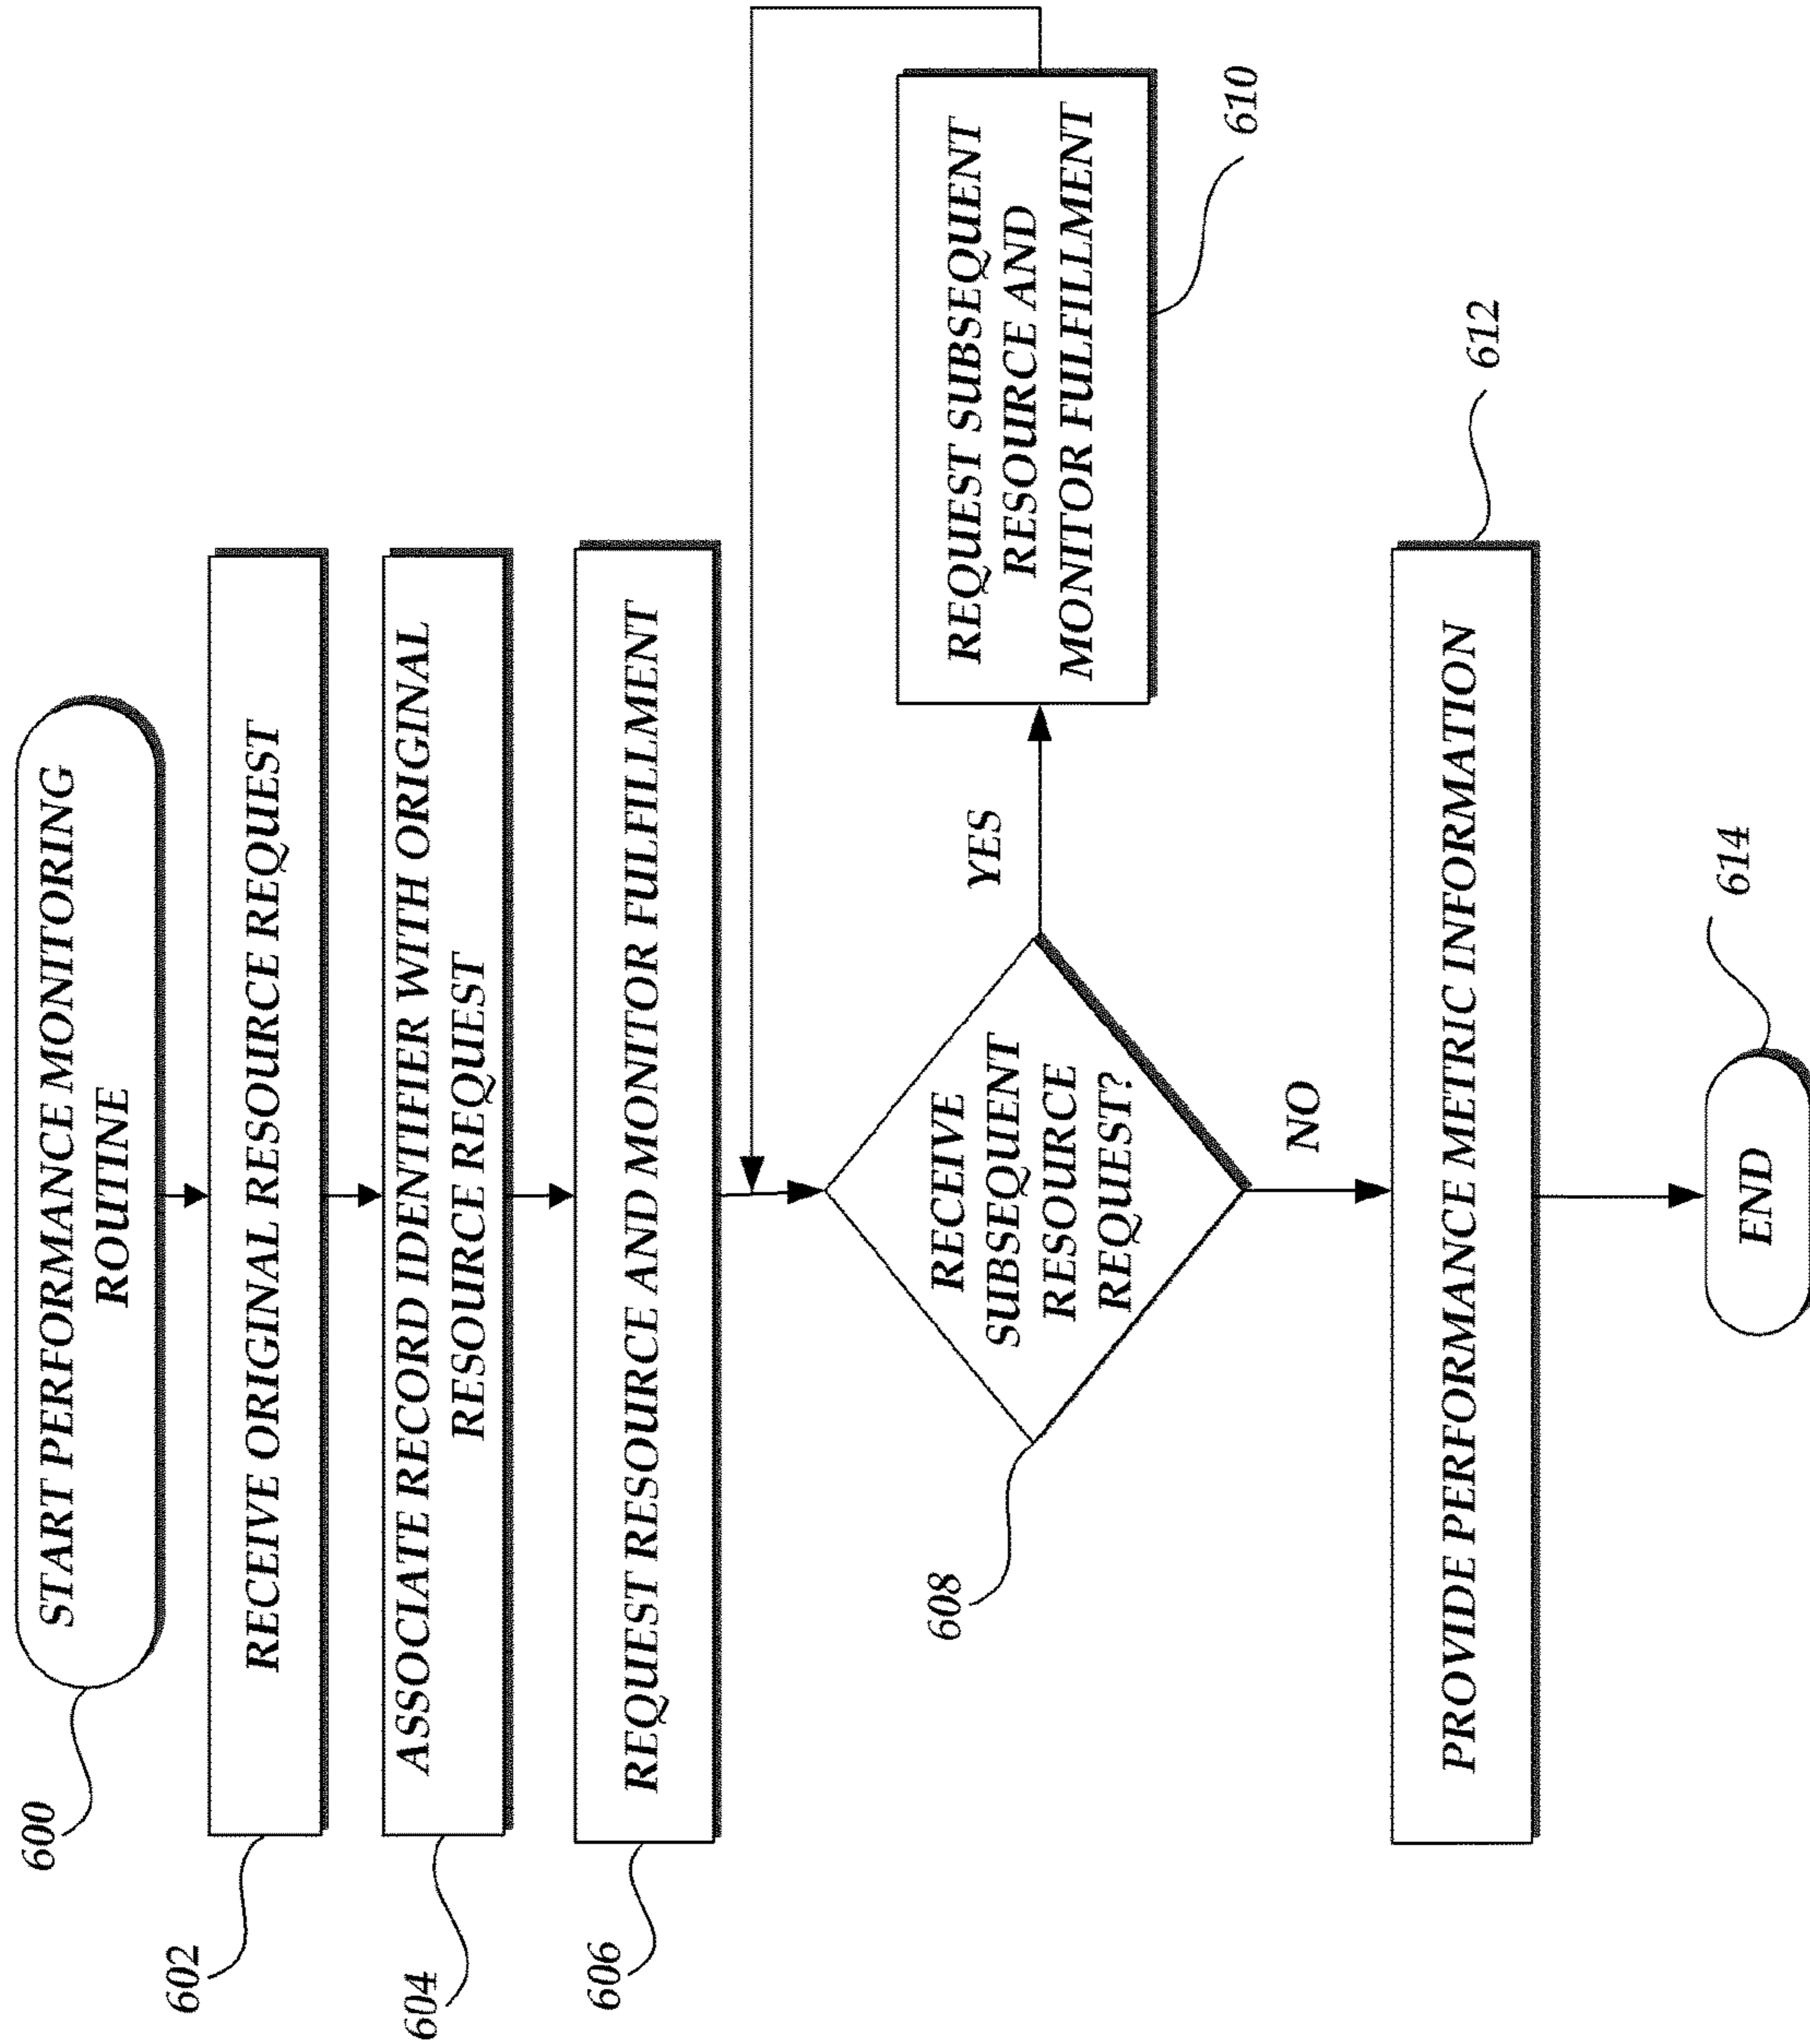 START PERFORMANCE MONITORING
ROUTINE
600
RECEIVE ORIGINAL RESOURCE REQUEST
602
ASSOCIATE RECORD IDENTIFIER WITH ORIGINAL
RESOURCE REQUEST
604
REQUEST RESOURCE AND MONITOR FULFILLMENT
606
RECEIVE
SUBSEQUENT
RESOURCE
REQUEST?
608
YES
REQUEST SUBSEQUENT
RESOURCE AND
MONITOR FULFILLMENT
610
NO
PROVIDE PERFORMANCE METRIC INFORMATION
612
END
614